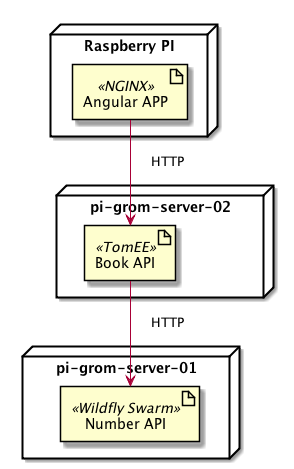 Raspberry PI
«NGINX»
Angular APP
HTTP
pi-grom-server-02
«TomEE»
Book API
HTTP
pi-grom-server-01
«Wildfly Swarm»
Number API